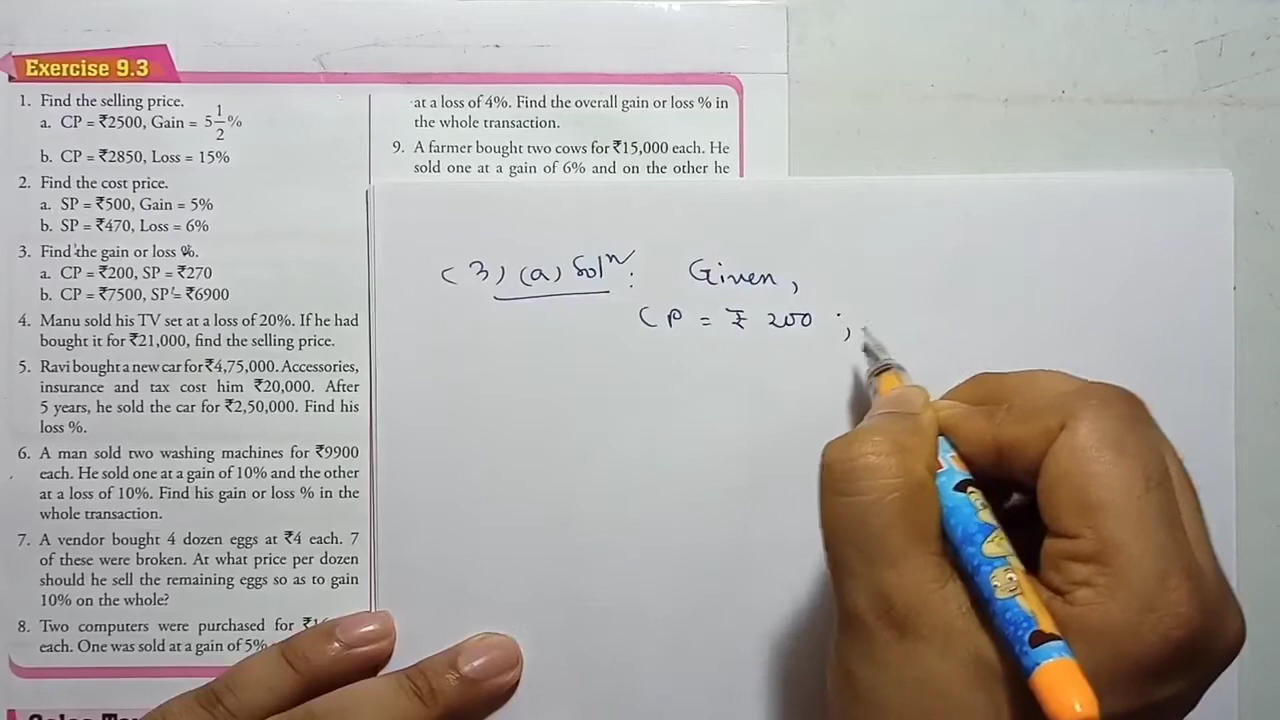 Exercise 9.3
1. Find the selling price.
a. CP = ₹2500, Gain = 5 1/2 %
b. CP = ₹2850, Loss = 15%
2. Find the cost price.
a. SP = ₹500, Gain = 5%
b. SP = ₹470, Loss = 6%
3. Find the gain or loss %.
a. CP = ₹200, SP = ₹270
b. CP = ₹7500, SP = ₹6900
4. Manu sold his TV set at a loss of 20%. If he had
bought it for ₹21,000, find the selling price.
5. Ravi bought a new car for ₹4,75,000. Accessories,
insurance and tax cost him ₹20,000. After
5 years, he sold the car for ₹2,50,000. Find his
loss %.
6. A man sold two washing machines for ₹9900
each. He sold one at a gain of 10% and the other
at a loss of 10%. Find his gain or loss % in the
whole transaction.
7. A vendor bought 4 dozen eggs at ₹4 each. 7
of these were broken. At what price per dozen
should he sell the remaining eggs so as to gain
10% on the whole?
8. Two computers were purchased for
each. One was sold at a gain of 5%
at a loss of 4%. Find the overall gain or loss % in
the whole transaction.
9. A farmer bought two cows for ₹15,000 each. He
sold one at a gain of 6% and on the other he
(3) (a) Solⁿ: Given,
CP = ₹ 200 ;